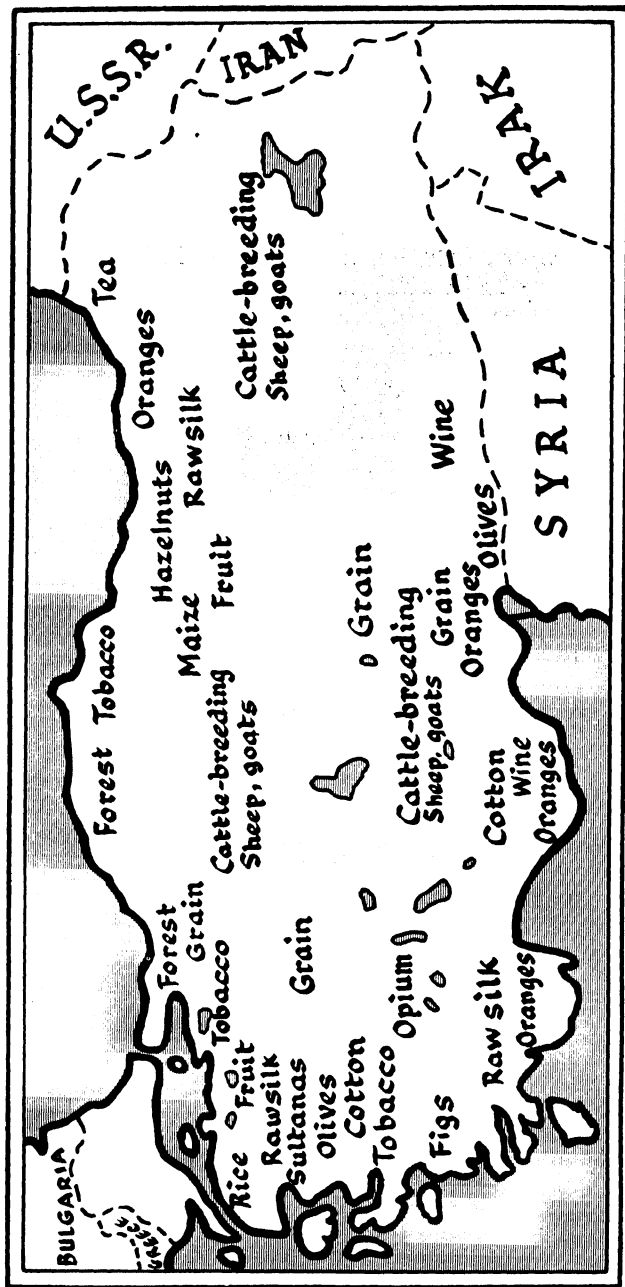 U.S.S.R.
IRAN
IRAK
SYRIA
BULGARIA
GREECE
Tea
Oranges
Cattle-breeding
Sheep, goats
Hazelnuts
Rawsilk
Maize
Fruit
Forest Tobacco
Cattle-breeding
Sheep, goats
Wine
Olives
Grain
Grain
Oranges
Cattle-breeding
Sheep, goats
Cotton
Wine
Oranges
Forest
Grain
Tobacco
Grain
Opium
Rice
Fruit
Rawsilk
Sultanas
Olives
Cotton
Tobacco
Figs
Rawsilk
Oranges